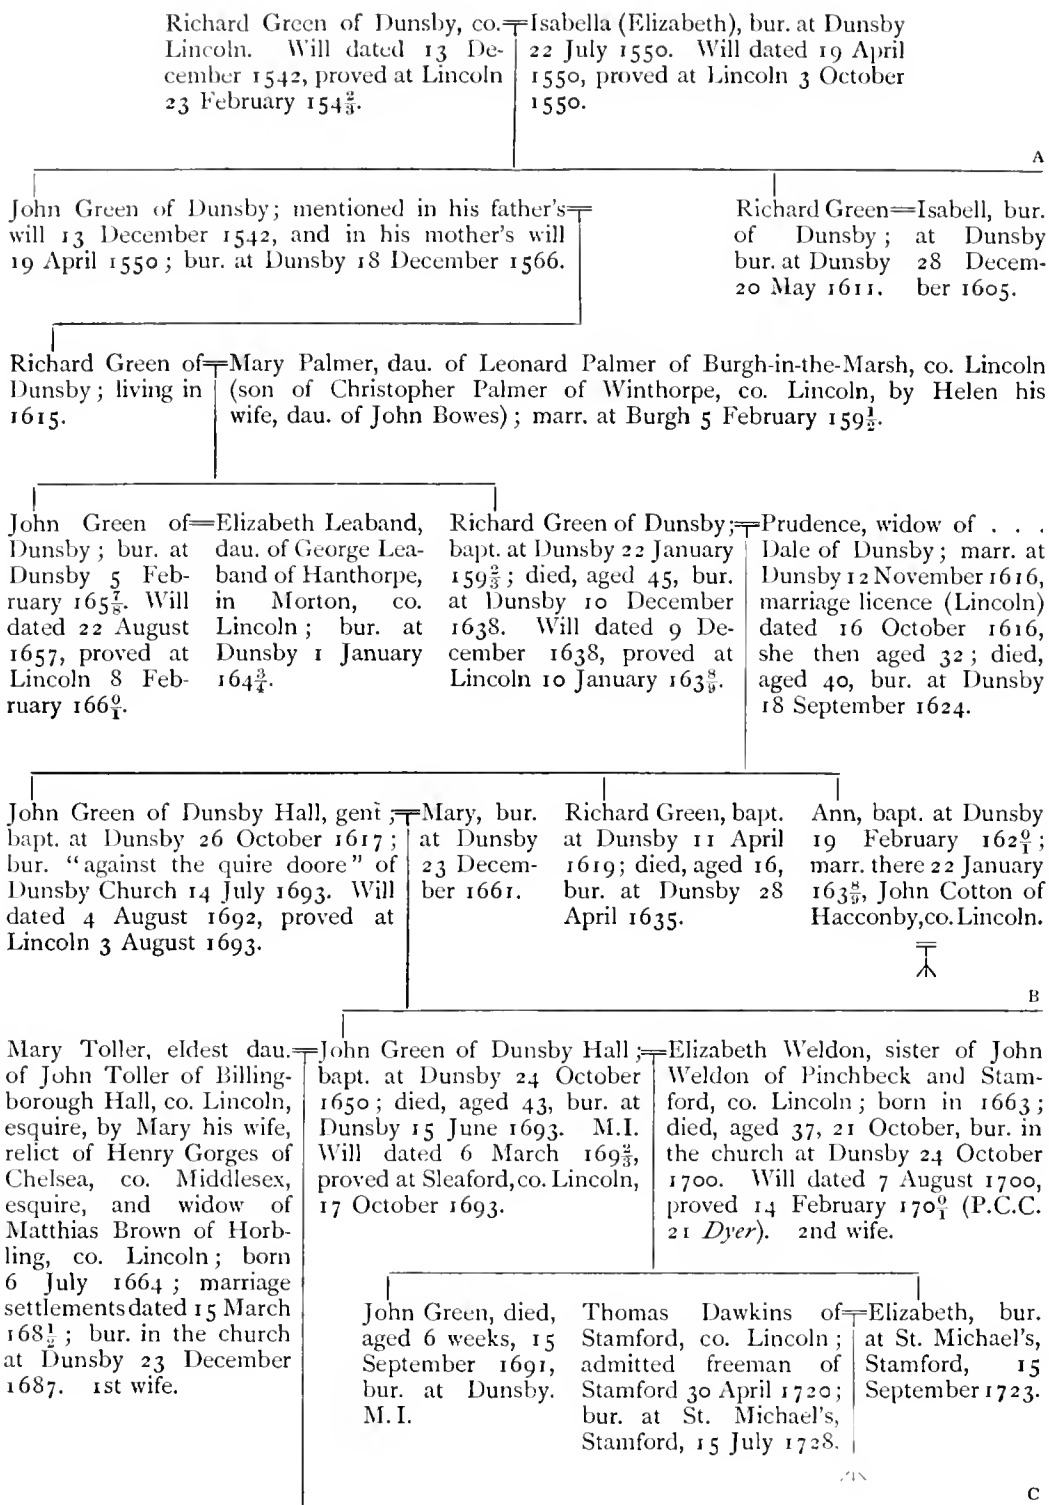 Richard Green of Dunsby, co.
Lincoln. Will dated 13 De-
cember 1542, proved at Lincoln
23 February 154⅔.
Isabella (Elizabeth), bur. at Dunsby
22 July 1550. Will dated 19 April
1550, proved at Lincoln 3 October
1550.
A
John Green of Dunsby; mentioned in his father's
will 13 December 1542, and in his mother's will
19 April 1550; bur. at Dunsby 18 December 1566.
Richard Green
of Dunsby;
bur. at Dunsby
20 May 1611.
Isabell, bur.
at Dunsby
28 Decem-
ber 1605.
Richard Green of
Dunsby; living in
1615.
Mary Palmer, dau. of Leonard Palmer of Burgh-in-the-Marsh, co. Lincoln
(son of Christopher Palmer of Winthorpe, co. Lincoln, by Helen his
wife, dau. of John Bowes); marr. at Burgh 5 February 159½.
John Green of
Dunsby; bur. at
Dunsby 5 Feb-
ruary 165⅞. Will
dated 22 August
1657, proved at
Lincoln 8 Feb-
ruary 166⁰⁄₁.
Elizabeth Leaband,
dau. of George Lea-
band of Hanthorpe,
in Morton, co.
Lincoln; bur. at
Dunsby 1 January
164¾.
Richard Green of Dunsby;
bapt. at Dunsby 22 January
159⅔; died, aged 45, bur.
at Dunsby 10 December
1638. Will dated 9 De-
cember 1638, proved at
Lincoln 10 January 163⁸⁄₉.
Prudence, widow of . . .
Dale of Dunsby; marr. at
Dunsby 12 November 1616,
marriage licence (Lincoln)
dated 16 October 1616,
she then aged 32; died,
aged 40, bur. at Dunsby
18 September 1624.
John Green of Dunsby Hall, gent;
bapt. at Dunsby 26 October 1617;
bur. "against the quire doore" of
Dunsby Church 14 July 1693. Will
dated 4 August 1692, proved at
Lincoln 3 August 1693.
Mary, bur.
at Dunsby
23 Decem-
ber 1661.
Richard Green, bapt.
at Dunsby 11 April
1619; died, aged 16,
bur. at Dunsby 28
April 1635.
Ann, bapt. at Dunsby
19 February 162⁰⁄₁;
marr. there 22 January
163⁸⁄₉, John Cotton of
Hacconby, co. Lincoln.
B
Mary Toller, eldest dau.
of John Toller of Billing-
borough Hall, co. Lincoln,
esquire, by Mary his wife,
relict of Henry Gorges of
Chelsea, co. Middlesex,
esquire, and widow of
Matthias Brown of Horb-
ling, co. Lincoln; born
6 July 1664; marriage
settlements dated 15 March
168½; bur. in the church
at Dunsby 23 December
1687. 1st wife.
John Green of Dunsby Hall;
bapt. at Dunsby 24 October
1650; died, aged 43, bur. at
Dunsby 15 June 1693. M.I.
Will dated 6 March 169⅔,
proved at Sleaford, co. Lincoln,
17 October 1693.
Elizabeth Weldon, sister of John
Weldon of Pinchbeck and Stam-
ford, co. Lincoln; born in 1663;
died, aged 37, 21 October, bur. in
the church at Dunsby 24 October
1700. Will dated 7 August 1700,
proved 14 February 170⁰⁄₁ (P.C.C.
21 Dyer). 2nd wife.
John Green, died,
aged 6 weeks, 15
September 1691,
bur. at Dunsby.
M.I.
Thomas Dawkins of
Stamford, co. Lincoln;
admitted freeman of
Stamford 30 April 1720;
bur. at St. Michael's,
Stamford, 15 July 1728.
Elizabeth, bur.
at St. Michael's,
Stamford, 15
September 1723.
C